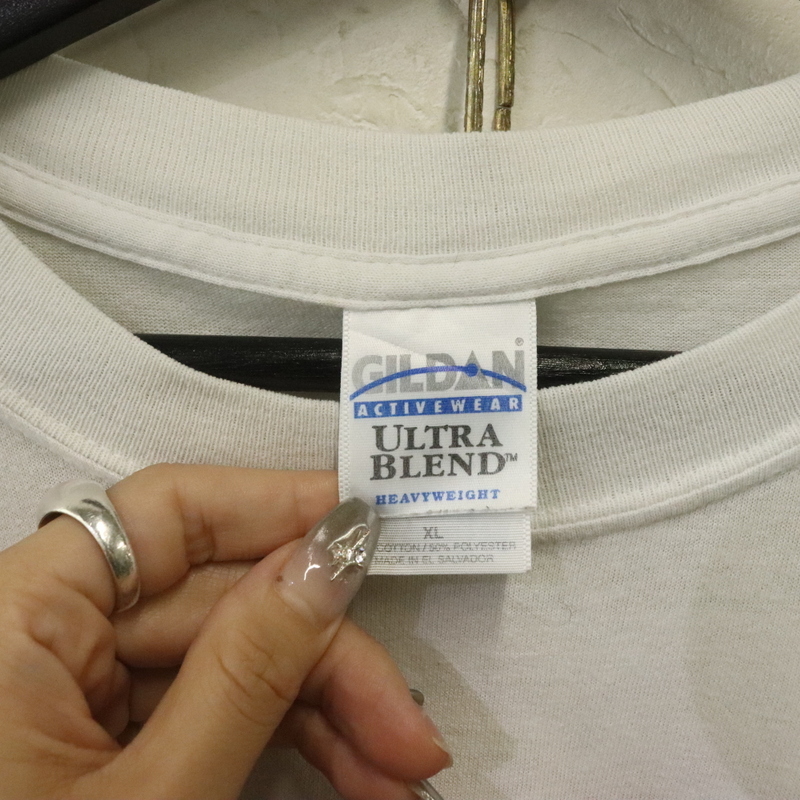 GILDAN®
ACTIVEWEAR
ULTRA
BLEND™
HEAVYWEIGHT
XL
COTTON / 50% POLYESTER
MADE IN EL SALVADOR